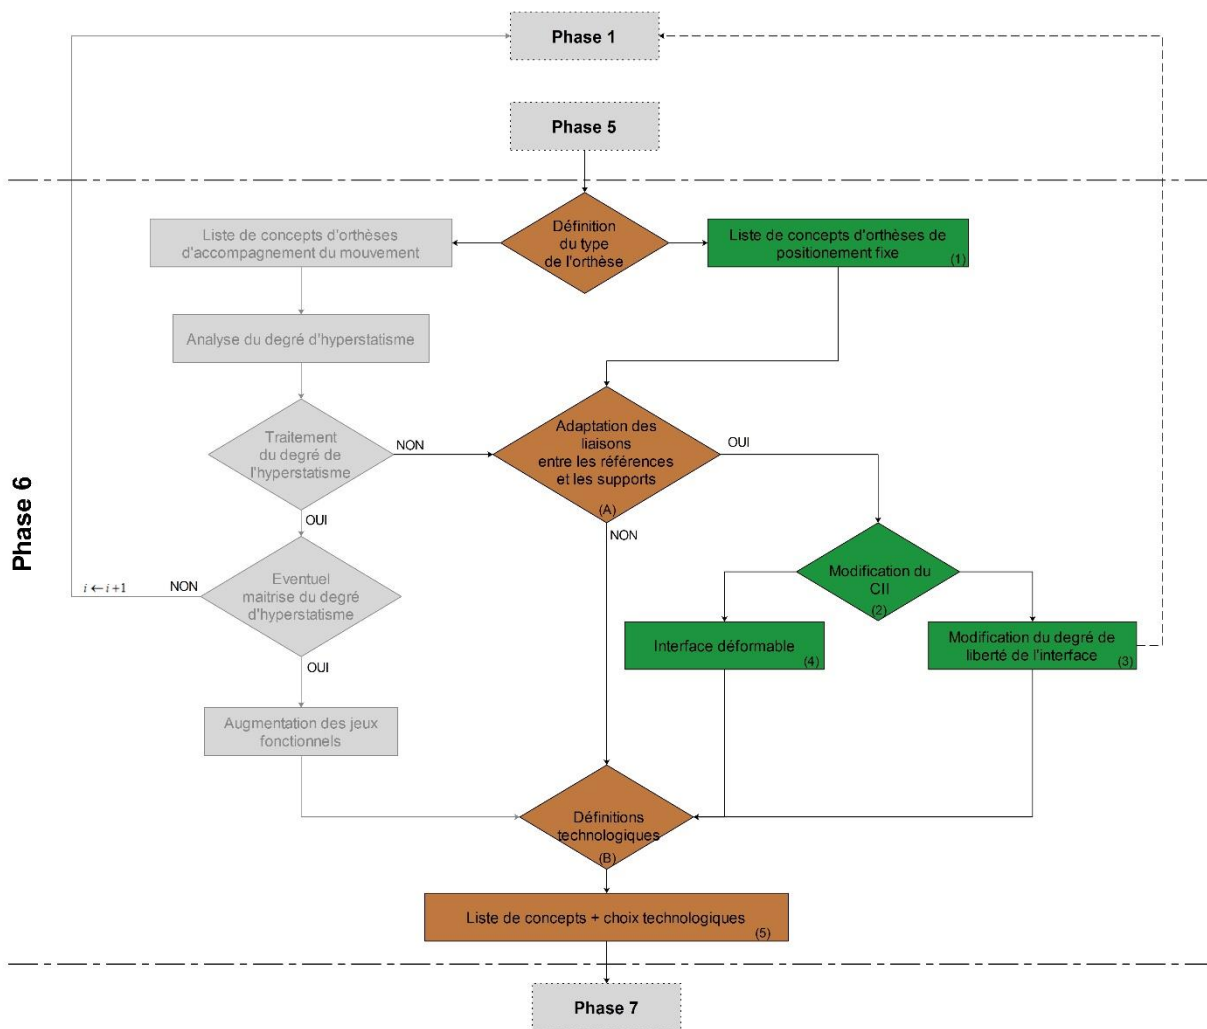 Phase 1
Phase 5
Phase 6
Définition
du type
de l'orthèse
Liste de concepts d'orthèses
d'accompagnement du mouvement
Liste de concepts d'orthèses de
positionement fixe
(1)
Analyse du degré d'hyperstatisme
Traitement
du degré de
l'hyperstatisme
NON
OUI
Adaptation des
liaisons
entre les références
et les supports
(A)
OUI
NON
Eventuel
maitrise du degré
d'hyperstatisme
NON
i ← i+1
OUI
Modification du
CII
(2)
Interface déformable
(4)
Modification du degré de
liberté de l'interface
(3)
Augmentation des jeux
fonctionnels
Définitions
technologiques
(B)
Liste de concepts + choix technologiques
(5)
Phase 7